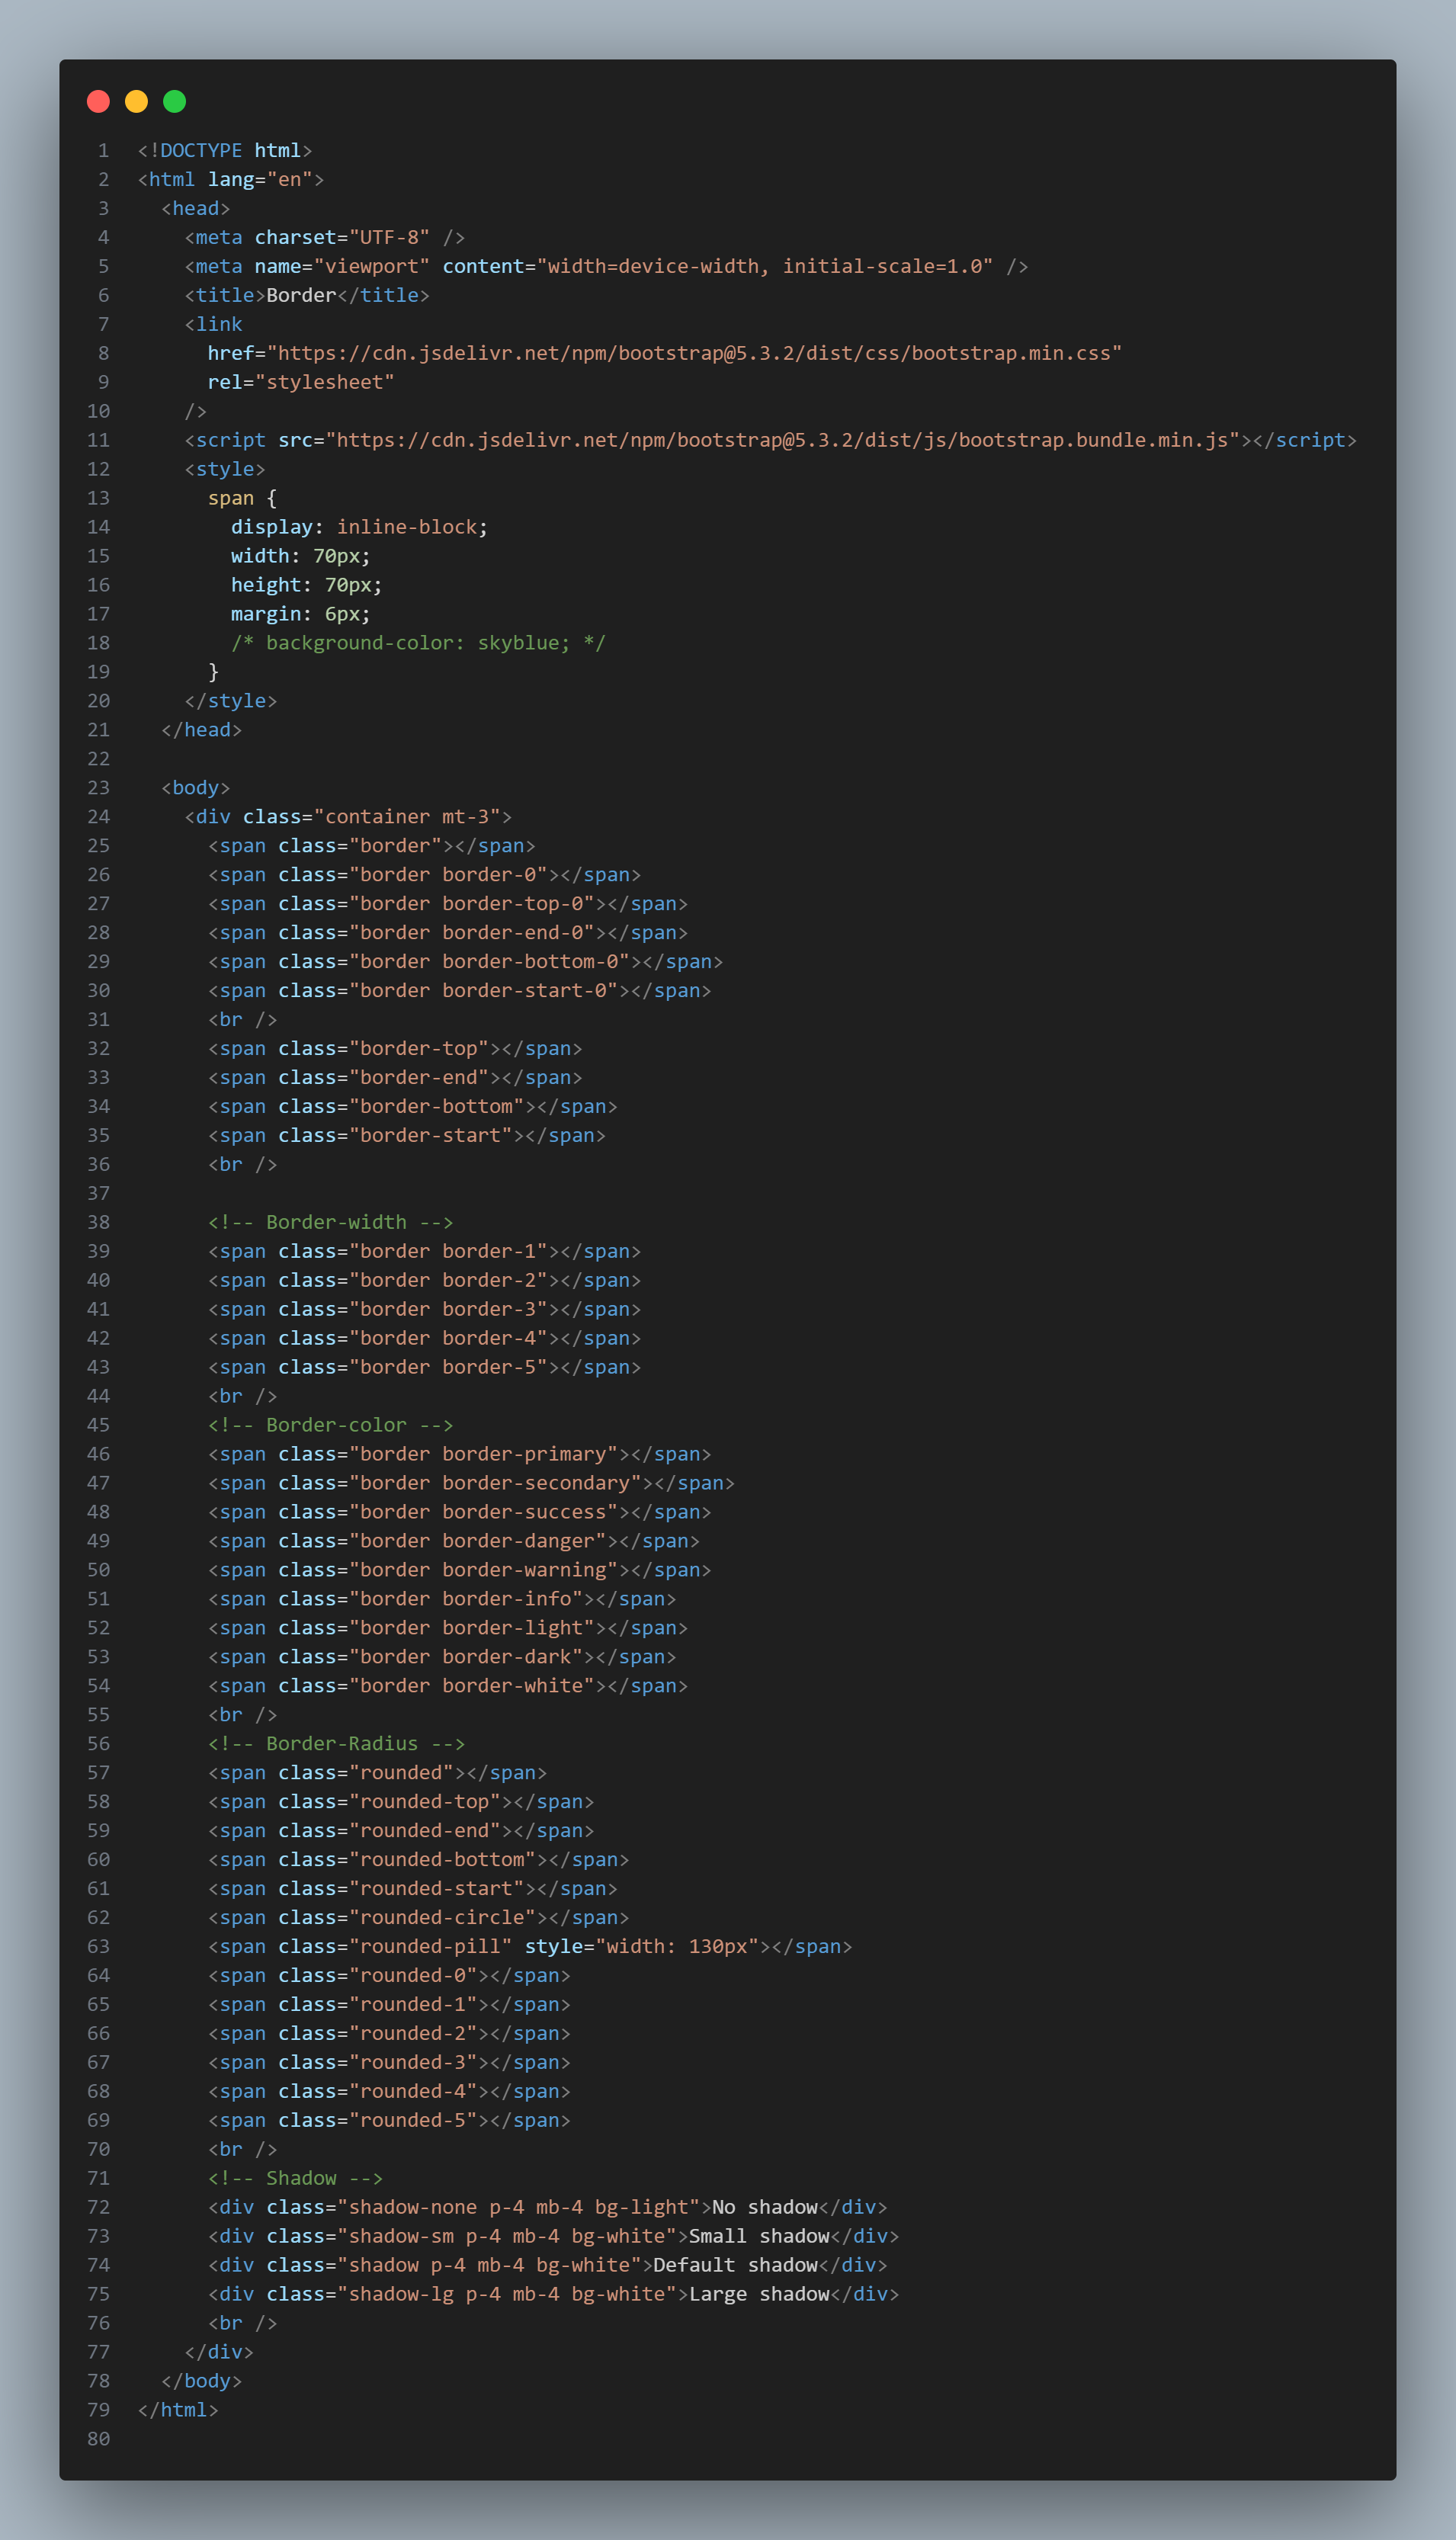 1 <!DOCTYPE html>
2 <html lang="en">
3   <head>
4     <meta charset="UTF-8" />
5     <meta name="viewport" content="width=device-width, initial-scale=1.0" />
6     <title>Border</title>
7     <link
8       href="https://cdn.jsdelivr.net/npm/bootstrap@5.3.2/dist/css/bootstrap.min.css"
9       rel="stylesheet"
10     />
11     <script src="https://cdn.jsdelivr.net/npm/bootstrap@5.3.2/dist/js/bootstrap.bundle.min.js"></script>
12     <style>
13       span {
14         display: inline-block;
15         width: 70px;
16         height: 70px;
17         margin: 6px;
18         /* background-color: skyblue; */
19       }
20     </style>
21   </head>
22
23   <body>
24     <div class="container mt-3">
25       <span class="border"></span>
26       <span class="border border-0"></span>
27       <span class="border border-top-0"></span>
28       <span class="border border-end-0"></span>
29       <span class="border border-bottom-0"></span>
30       <span class="border border-start-0"></span>
31       <br />
32       <span class="border-top"></span>
33       <span class="border-end"></span>
34       <span class="border-bottom"></span>
35       <span class="border-start"></span>
36       <br />
37
38       <!-- Border-width -->
39       <span class="border border-1"></span>
40       <span class="border border-2"></span>
41       <span class="border border-3"></span>
42       <span class="border border-4"></span>
43       <span class="border border-5"></span>
44       <br />
45       <!-- Border-color -->
46       <span class="border border-primary"></span>
47       <span class="border border-secondary"></span>
48       <span class="border border-success"></span>
49       <span class="border border-danger"></span>
50       <span class="border border-warning"></span>
51       <span class="border border-info"></span>
52       <span class="border border-light"></span>
53       <span class="border border-dark"></span>
54       <span class="border border-white"></span>
55       <br />
56       <!-- Border-Radius -->
57       <span class="rounded"></span>
58       <span class="rounded-top"></span>
59       <span class="rounded-end"></span>
60       <span class="rounded-bottom"></span>
61       <span class="rounded-start"></span>
62       <span class="rounded-circle"></span>
63       <span class="rounded-pill" style="width: 130px"></span>
64       <span class="rounded-0"></span>
65       <span class="rounded-1"></span>
66       <span class="rounded-2"></span>
67       <span class="rounded-3"></span>
68       <span class="rounded-4"></span>
69       <span class="rounded-5"></span>
70       <br />
71       <!-- Shadow -->
72       <div class="shadow-none p-4 mb-4 bg-light">No shadow</div>
73       <div class="shadow-sm p-4 mb-4 bg-white">Small shadow</div>
74       <div class="shadow p-4 mb-4 bg-white">Default shadow</div>
75       <div class="shadow-lg p-4 mb-4 bg-white">Large shadow</div>
76       <br />
77     </div>
78   </body>
79 </html>
80